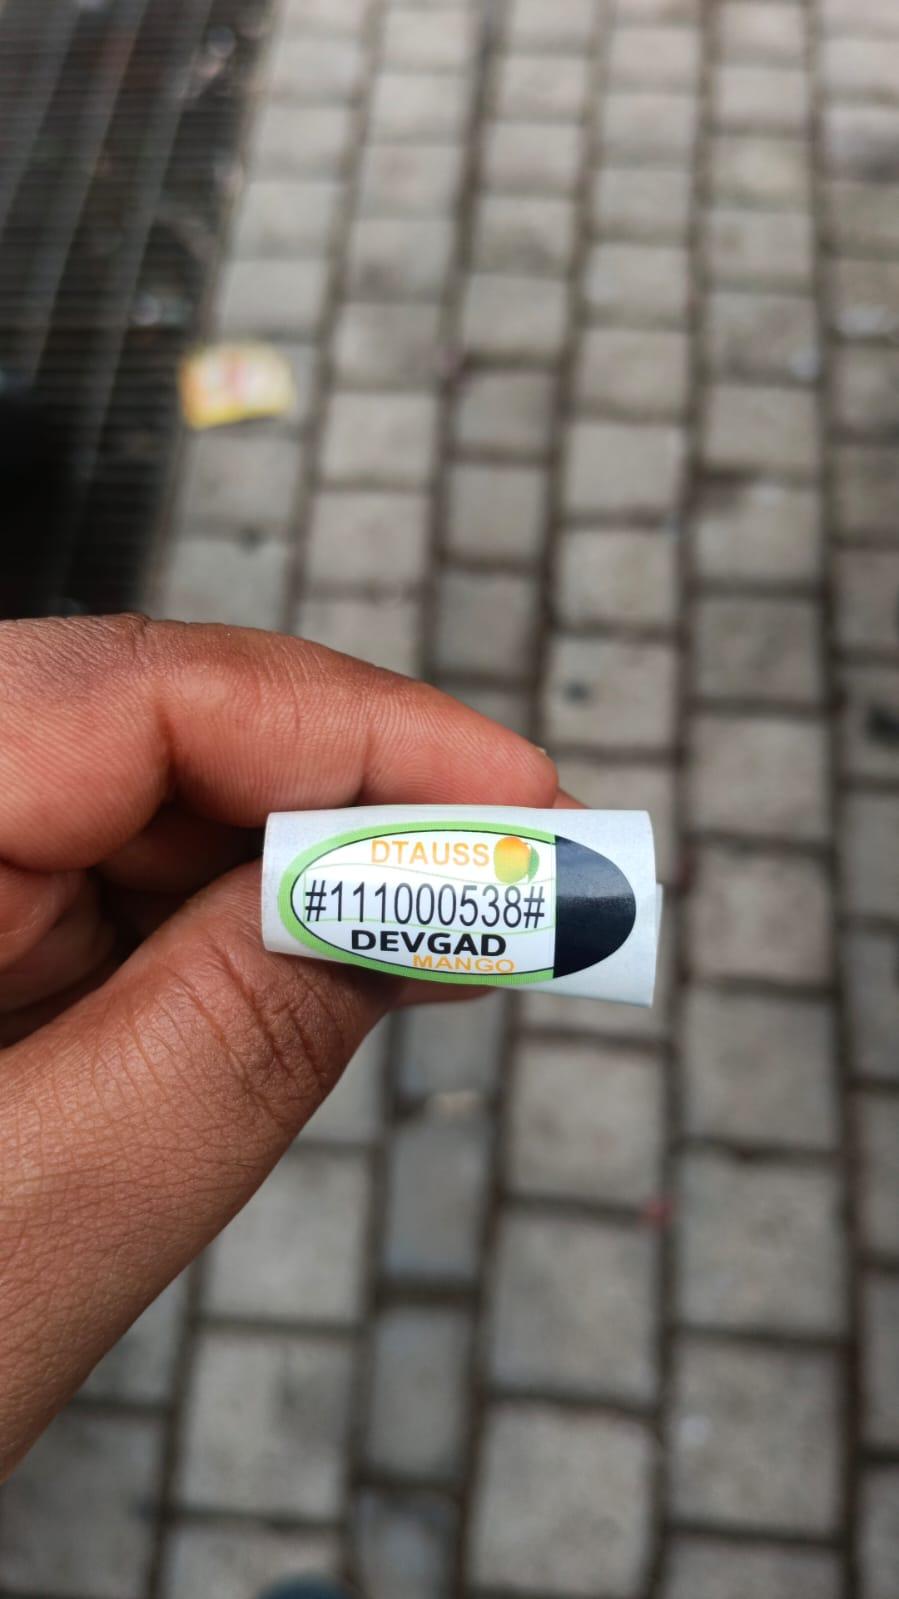 DTAUSS
#111000538#
DEVGAD
MANGO